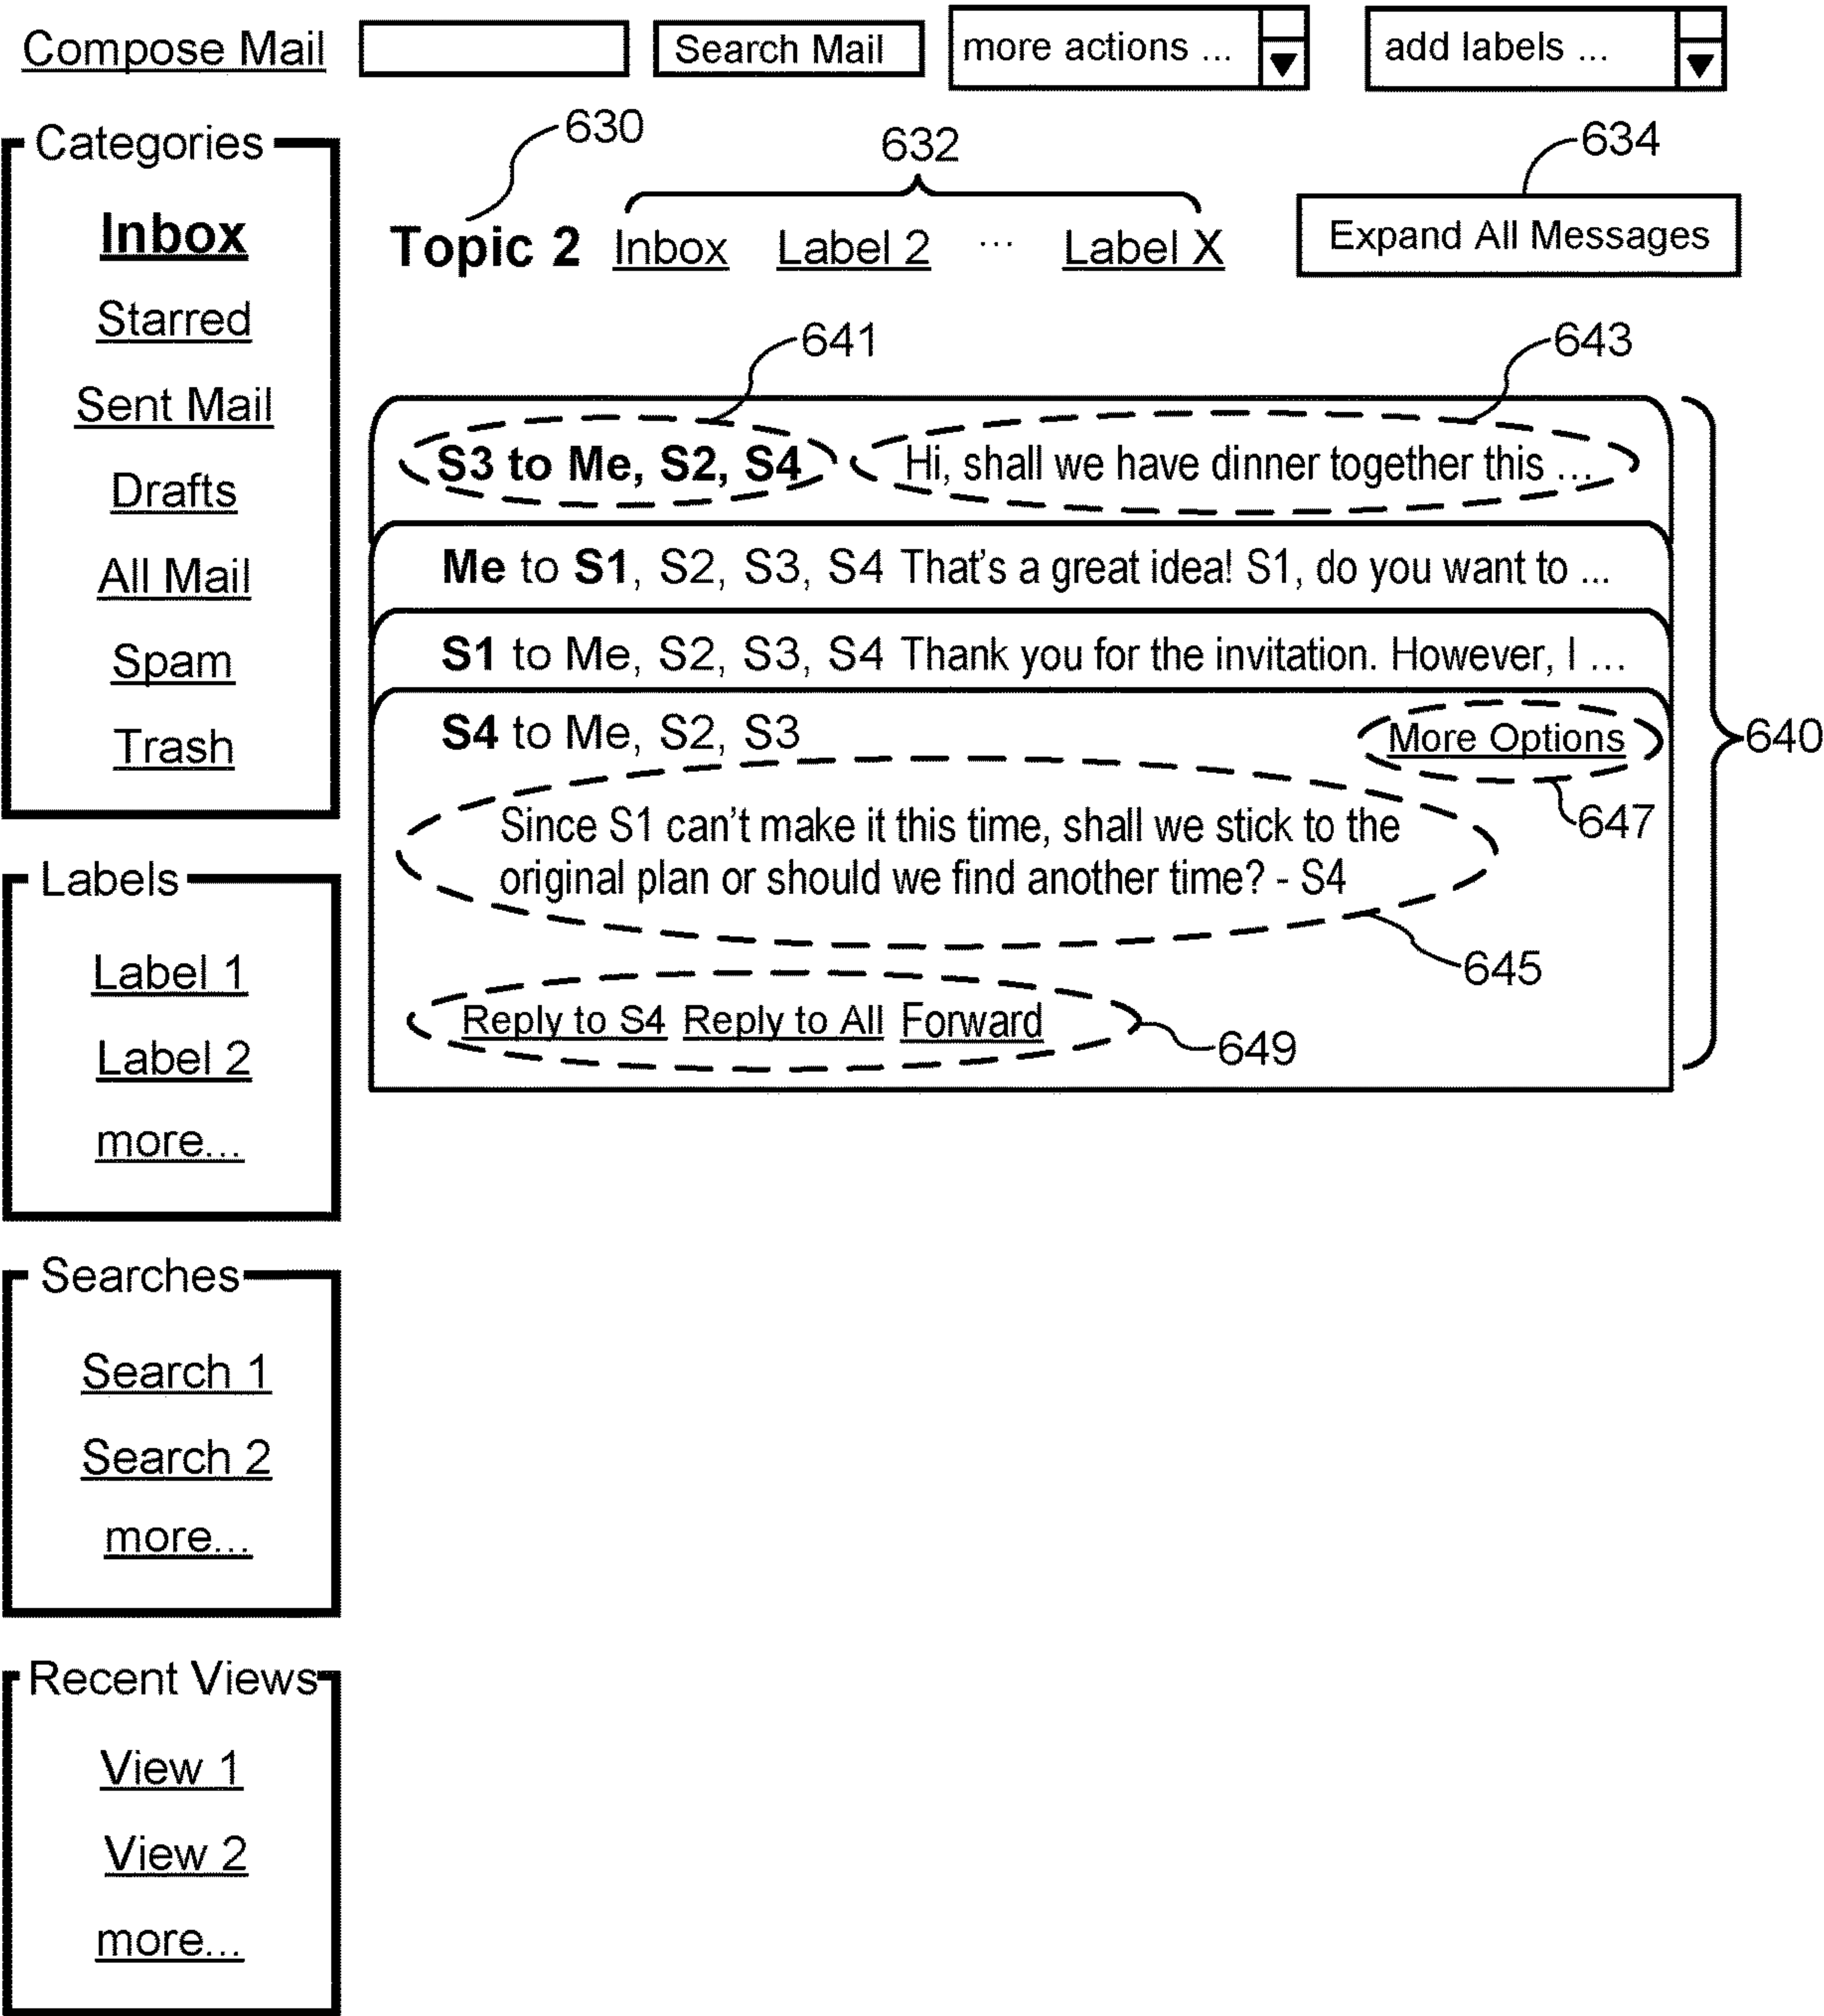 Compose Mail Search Mail more actions ... add labels ...
630
632
634
Categories
Inbox
Starred
Sent Mail
Drafts
All Mail
Spam
Trash
Topic 2 Inbox Label 2 ... Label X Expand All Messages
641
643
S3 to Me, S2, S4 Hi, shall we have dinner together this ...
Me to S1, S2, S3, S4 That's a great idea! S1, do you want to ...
S1 to Me, S2, S3, S4 Thank you for the invitation. However, I ...
S4 to Me, S2, S3 More Options
640
647
Since S1 can't make it this time, shall we stick to the
original plan or should we find another time? - S4
645
Reply to S4 Reply to All Forward
649
Labels
Label 1
Label 2
more...
Searches
Search 1
Search 2
more...
Recent Views
View 1
View 2
more...